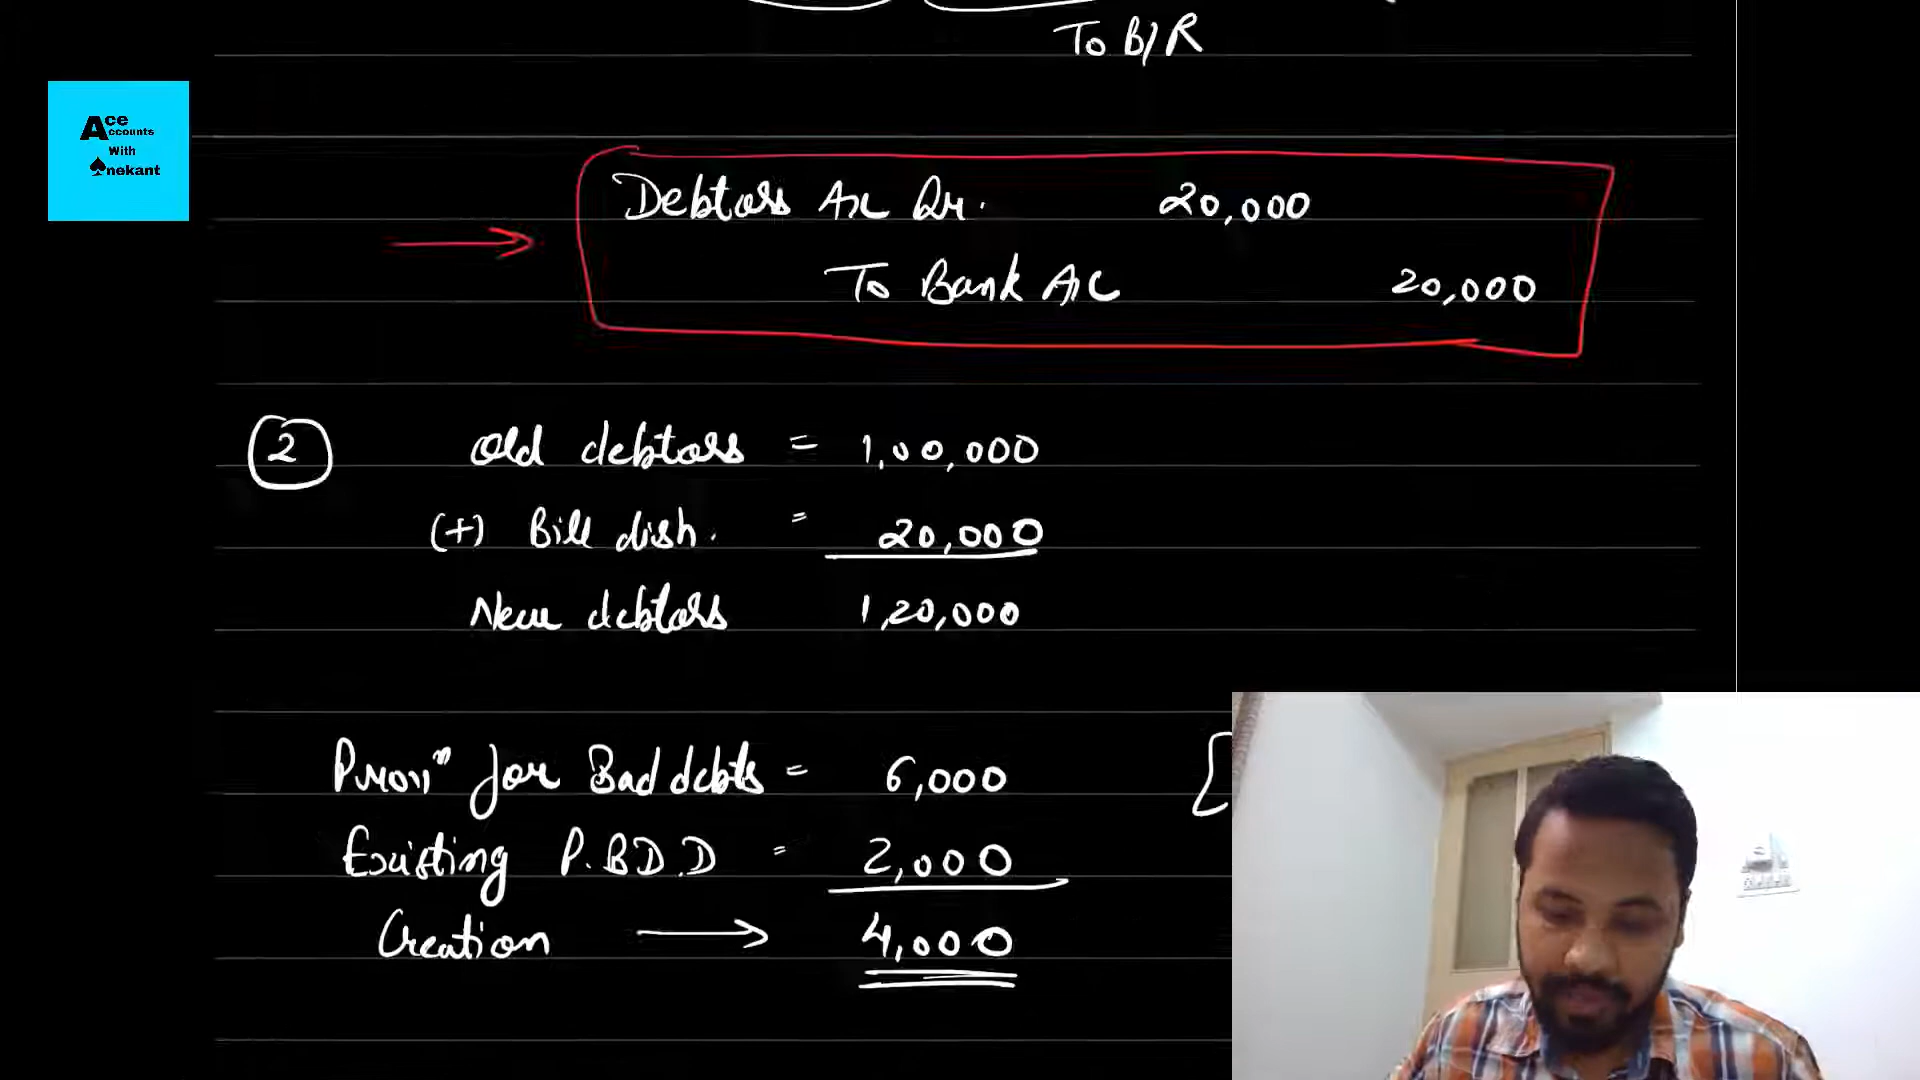 To B/R
Ace
Accounts
With
Anekant
Debtors A/c Dr. 20,000
To Bank A/c 20,000
2 Old debtors = 1,00,000
(+) Bill dish. = 20,000
New debtors 1,20,000
Provⁿ for Bad debts = 6,000 [
Existing P.B.D.D = 2,000
Creation → 4,000